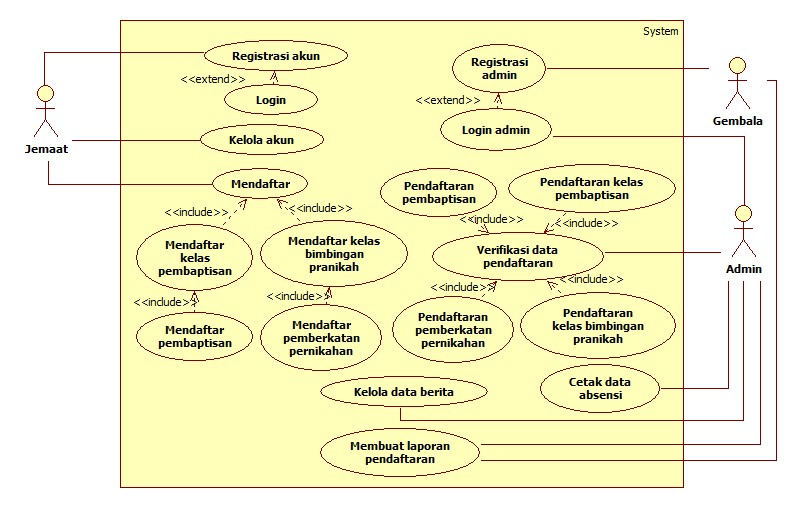 System
Registrasi akun
<<extend>>
Login
Kelola akun
Mendaftar
<<include>>
<<include>>
Mendaftar
kelas
pembaptisan
Mendaftar kelas
bimbingan
pranikah
<<include>>
<<include>>
Mendaftar
pembaptisan
Mendaftar
pemberkatan
pernikahan
Jemaat
Registrasi
admin
<<extend>>
Login admin
Pendaftaran
pembaptisan
Pendaftaran kelas
pembaptisan
<<include>>
<<include>>
Verifikasi data
pendaftaran
<<include>>
<<include>>
Pendaftaran
pemberkatan
pernikahan
Pendaftaran
kelas bimbingan
pranikah
Kelola data berita
Cetak data
absensi
Membuat laporan
pendaftaran
Gembala
Admin